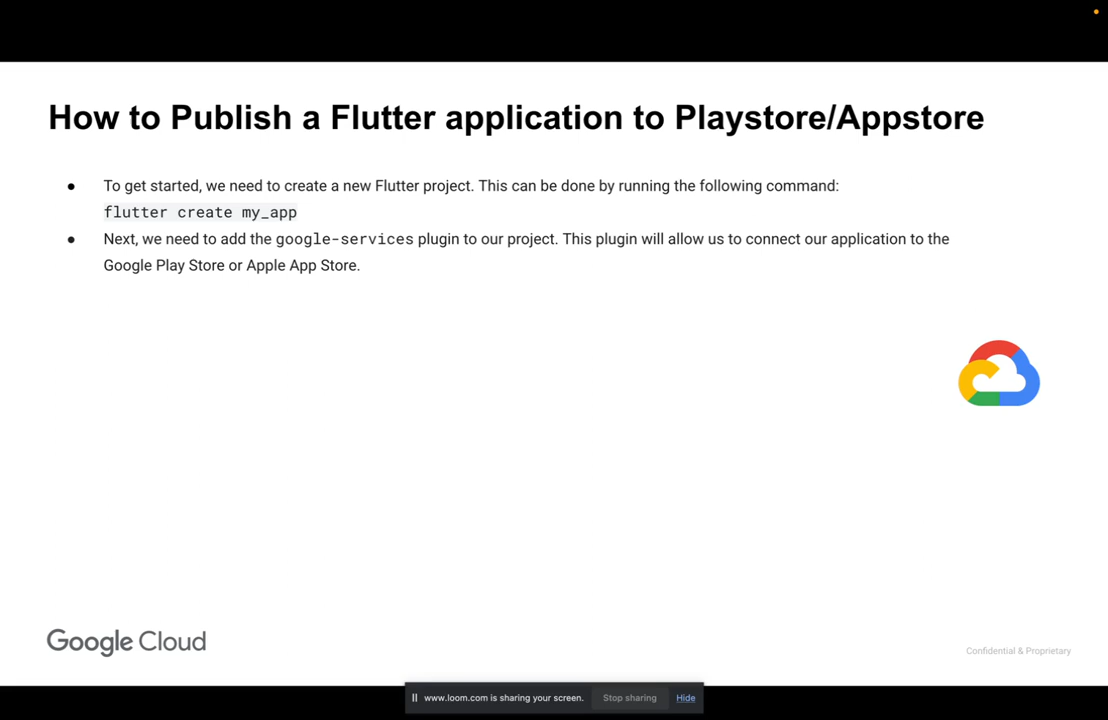 How to Publish a Flutter application to Playstore/Appstore
● To get started, we need to create a new Flutter project. This can be done by running the following command:
flutter create my_app
● Next, we need to add the google-services plugin to our project. This plugin will allow us to connect our application to the
Google Play Store or Apple App Store.
Google Cloud
Confidential & Proprietary
www.loom.com is sharing your screen. Stop sharing Hide